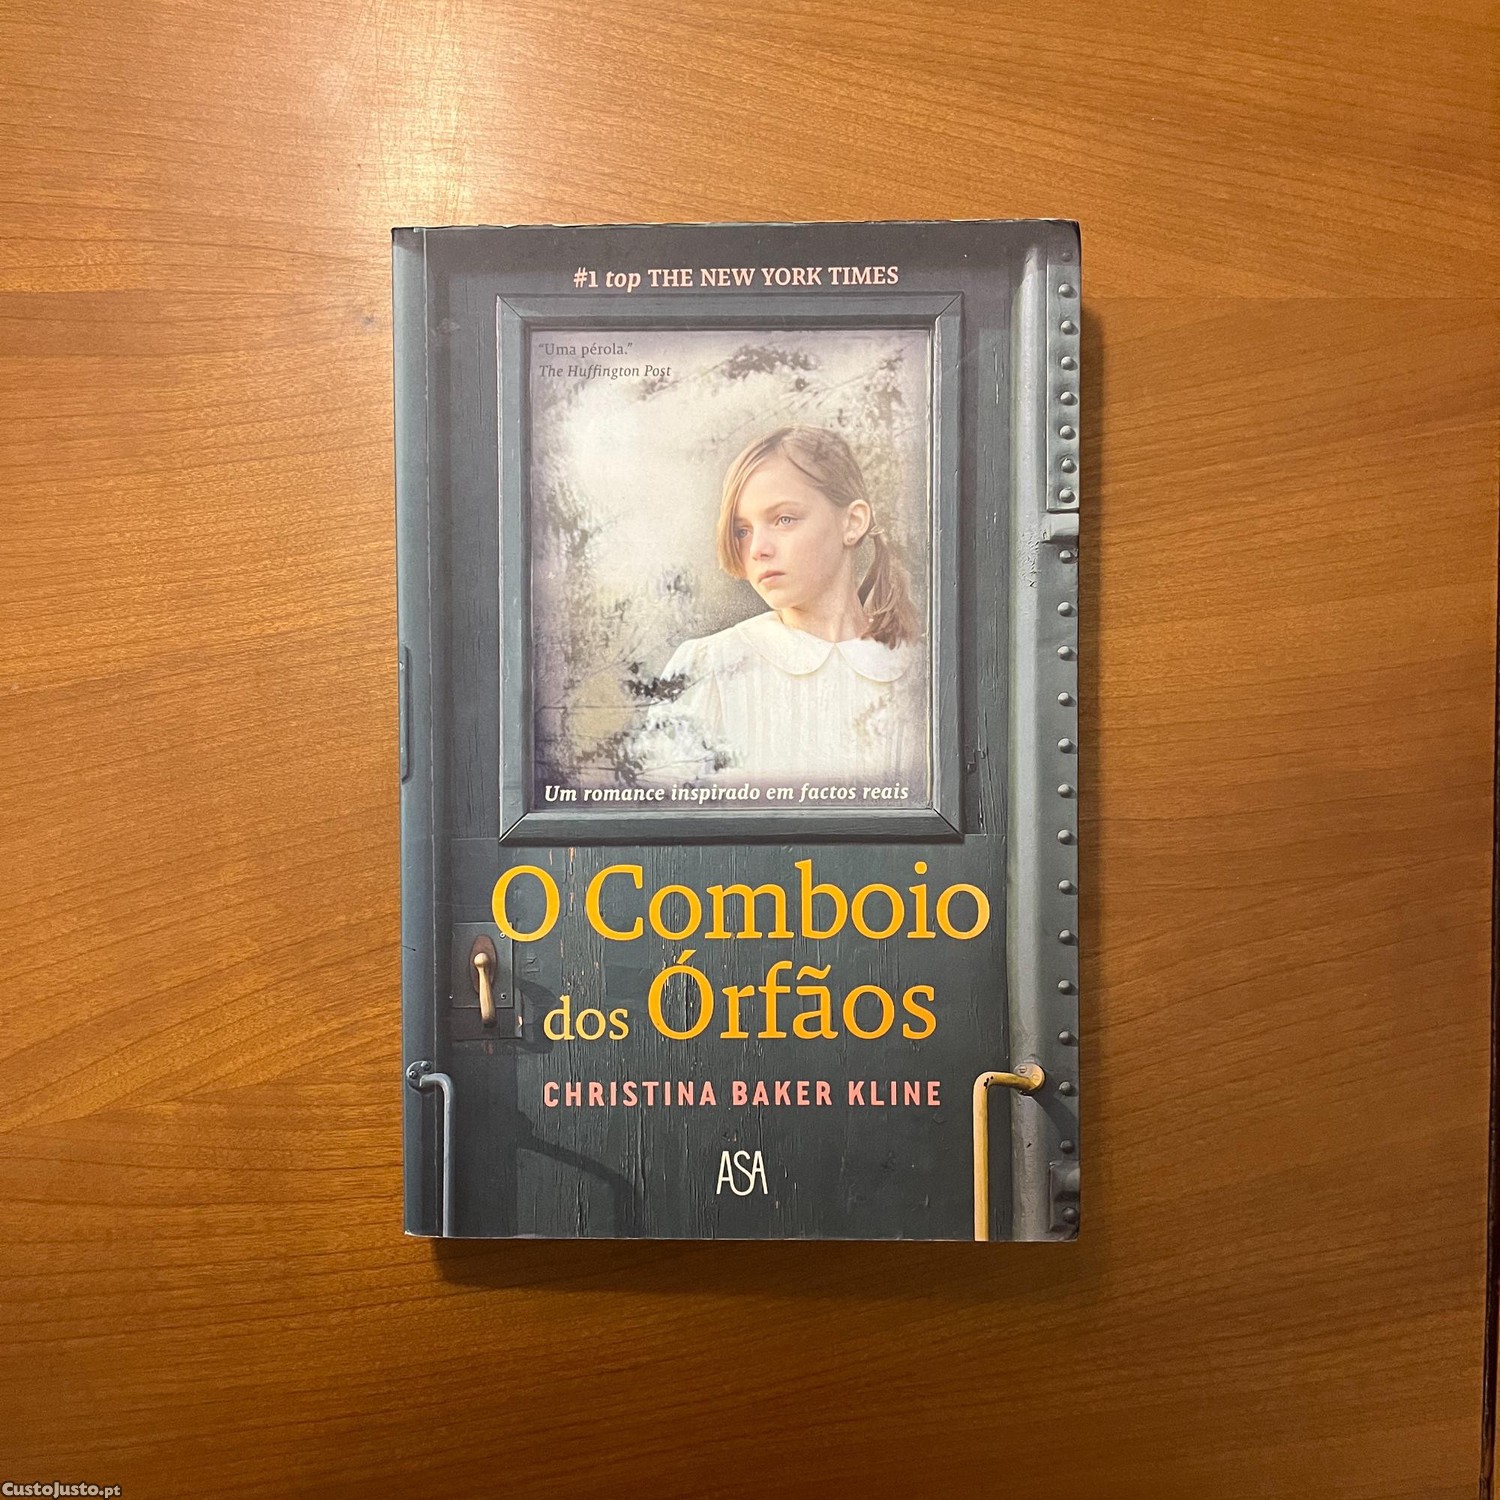 #1 top THE NEW YORK TIMES
“Uma pérola.”
The Huffington Post
Um romance inspirado em factos reais
O Comboio
dos Órfãos
CHRISTINA BAKER KLINE
ASA
CustoJusto.pt